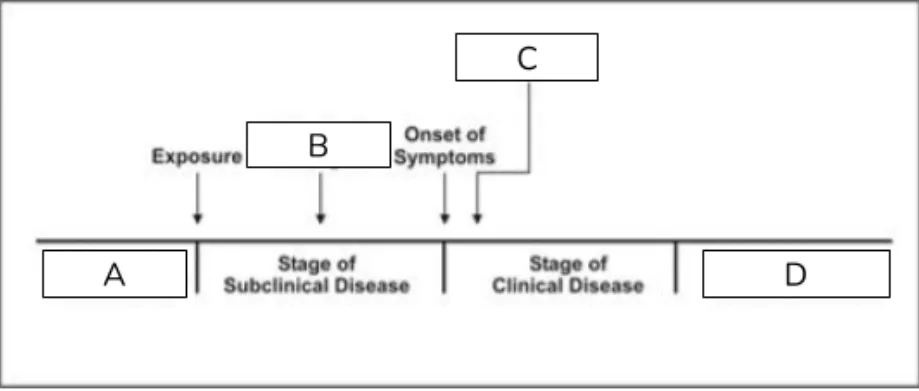 C
Exposure
B
Onset of
Symptoms
A
Stage of
Subclinical Disease
Stage of
Clinical Disease
D